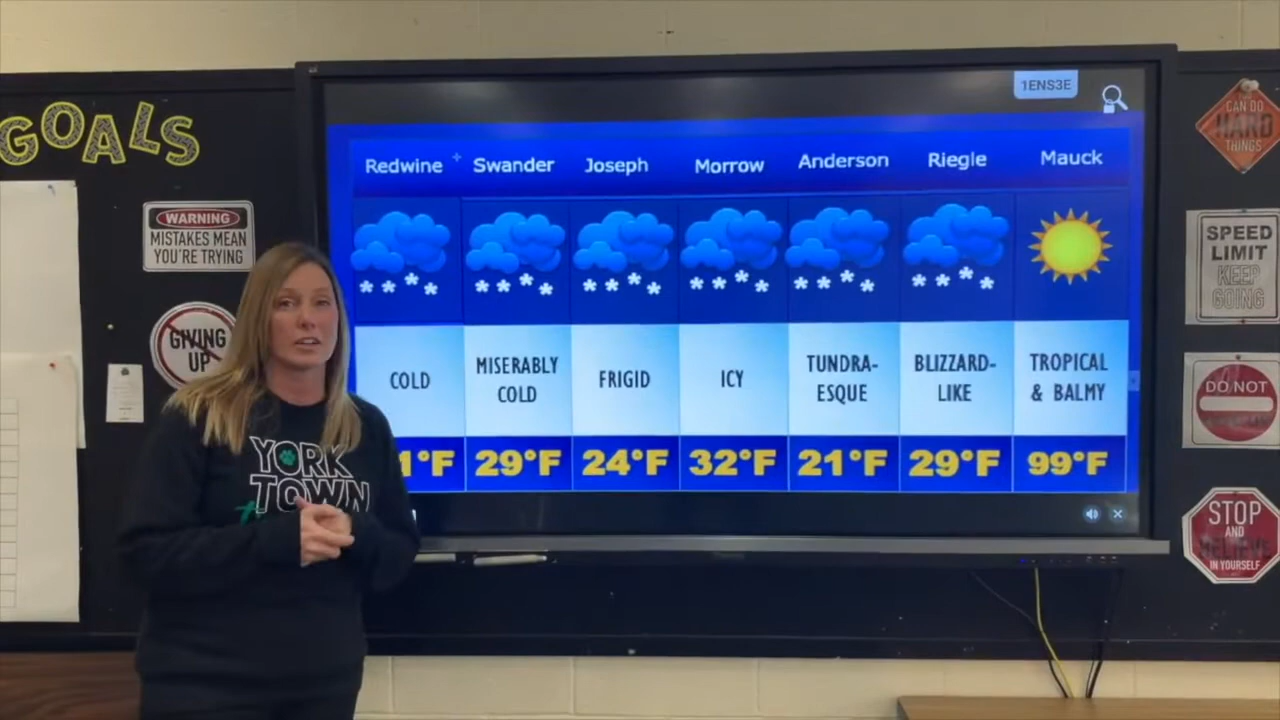 1ENS3E
GOALS
CAN DO
HARD
THINGS
Redwine Swander Joseph Morrow Anderson Riegle Mauck
WARNING
MISTAKES MEAN
YOU'RE TRYING
SPEED
LIMIT
KEEP
GOING
GIVING
UP
COLD
MISERABLY
COLD
FRIGID
ICY
TUNDRA-
ESQUE
BLIZZARD-
LIKE
TROPICAL
& BALMY
DO NOT
YORK
TOWN
1°F 29°F 24°F 32°F 21°F 29°F 99°F
STOP
AND
BELIEVE
IN YOURSELF